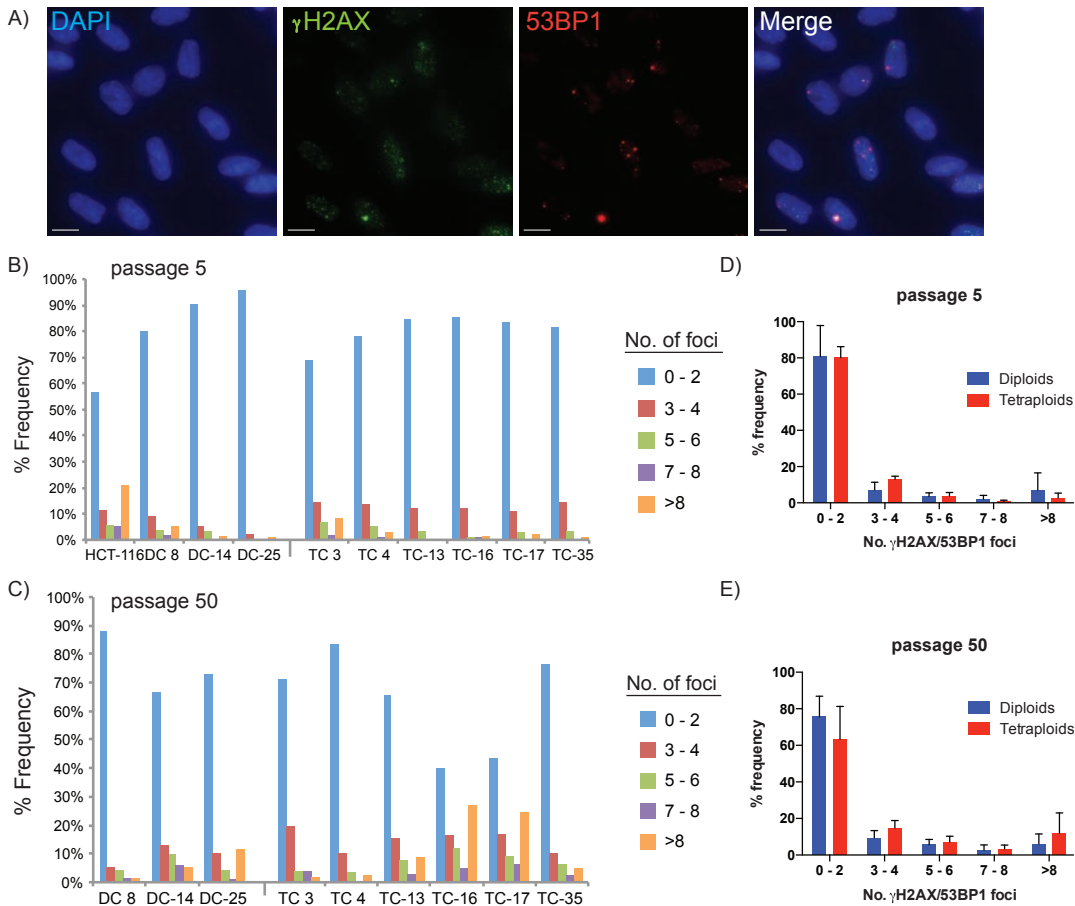 A)
DAPI
γH2AX
53BP1
Merge
B)
passage 5
100%
90%
80%
70%
60%
50%
40%
30%
20%
10%
0%
% Frequency
HCT-116 DC 8 DC-14 DC-25 TC 3 TC 4 TC-13 TC-16 TC-17 TC-35
No. of foci
0 - 2
3 - 4
5 - 6
7 - 8
>8
D)
passage 5
100
80
60
40
20
0
% frequency
Diploids
Tetraploids
0 - 2 3 - 4 5 - 6 7 - 8 >8
No. γH2AX/53BP1 foci
C)
passage 50
100%
90%
80%
70%
60%
50%
40%
30%
20%
10%
0%
% Frequency
DC 8 DC-14 DC-25 TC 3 TC 4 TC-13 TC-16 TC-17 TC-35
No. of foci
0 - 2
3 - 4
5 - 6
7 - 8
>8
E)
passage 50
100
80
60
40
20
0
% frequency
Diploids
Tetraploids
0 - 2 3 - 4 5 - 6 7 - 8 >8
No. γH2AX/53BP1 foci